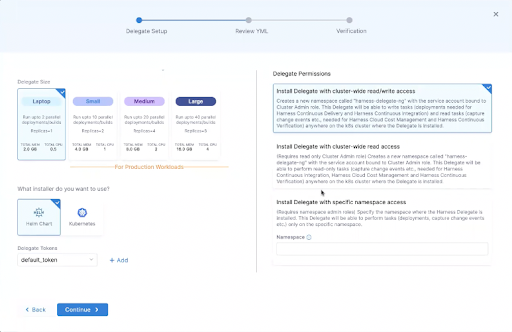 Delegate Setup
Review YML
Verification
Delegate Size
Laptop
Run upto 2 parallel
deployments/builds
Replicas=1
TOTAL MEM
2.0 GB
TOTAL CPU
0.5
Small
Run upto 10 parallel
deployments/builds
Replicas=2
TOTAL MEM
4.0 GB
TOTAL CPU
1
Medium
Run upto 20 parallel
deployments/builds
Replicas=4
TOTAL MEM
TOTAL CPU
2
Large
Run upto 40 parallel
deployments/builds
TOTAL MEM
TOTAL CPU
4
For Production Workloads
What installer do you want to use?
HELM
Helm Chart
Kubernetes
Delegate Tokens
default_token
+ Add
Back
Continue
Delegate Permissions
Install Delegate with cluster-wide read/write access
Creates a new namespace called "harness-delegate-ng" with the service account bound to
Cluster Admin role. This Delegate will be able to write tasks (deployments needed for
Harness Continuous Delivery and Harness Continuous Integration) and read tasks (capture
change events etc., needed for Harness Cloud Cost Management and Harness Continuous
Verification) anywhere on the k8s cluster where the Delegate is installed.
Install Delegate with cluster-wide read access
(Requires read only Cluster Admin role) Creates a new namespace called "harness-
delegate-ng" with the service account bound to Cluster Admin role. This Delegate will be
able to perform read-only tasks (capture change events etc., needed for Harness
Continuous Integration, Harness Cloud Cost Management and Harness Continuous
Verification) anywhere on the k8s cluster where the Delegate is installed.
Install Delegate with specific namespace access
(Requires namespace admin role) Specify the namespace where the Harness Delegate is
installed. This Delegate will be able to perform tasks (deployments, capture change events
etc.) only on the specific namespace.
Namespace